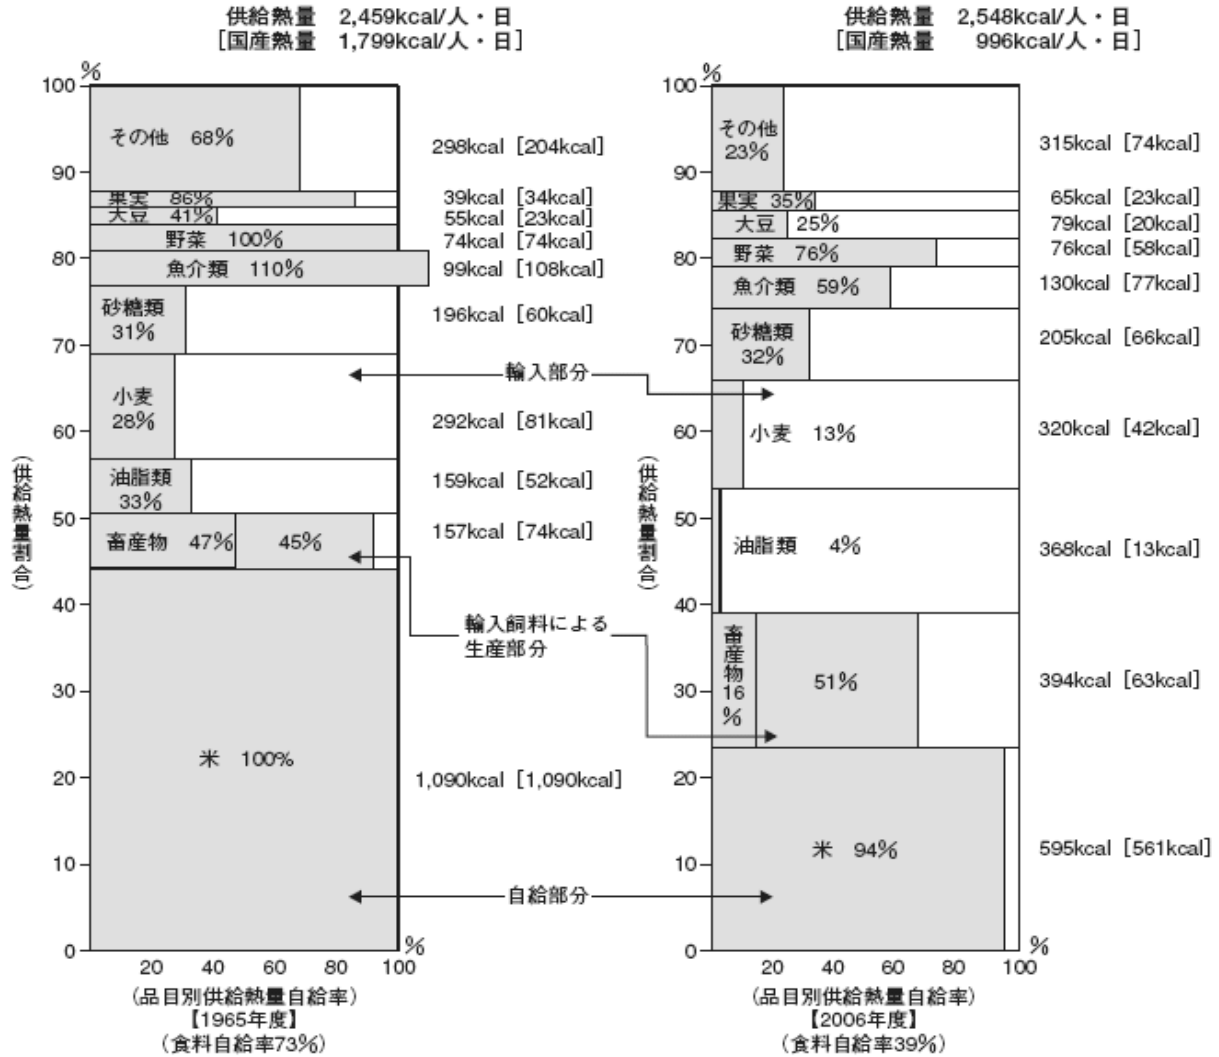 供給熱量 2,459kcal/人・日
[国産熱量 1,799kcal/人・日]
%
100
90
80
70
60
50
40
30
20
10
0
(供給熱量割合)
その他 68%
果実 86%
大豆 41%
野菜 100%
魚介類 110%
砂糖類
31%
小麦
28%
油脂類
33%
畜産物 47%
45%
米 100%
298kcal [204kcal]
39kcal [34kcal]
55kcal [23kcal]
74kcal [74kcal]
99kcal [108kcal]
196kcal [60kcal]
292kcal [81kcal]
159kcal [52kcal]
157kcal [74kcal]
1,090kcal [1,090kcal]
20 40 60 80 100
%
(品目別供給熱量自給率)
【1965年度】
(食料自給率73%)
輸入部分
輸入飼料による
生産部分
自給部分
供給熱量 2,548kcal/人・日
[国産熱量 996kcal/人・日]
%
100
90
80
70
60
50
40
30
20
10
0
(供給熱量割合)
その他
23%
果実 35%
大豆 25%
野菜 76%
魚介類 59%
砂糖類
32%
小麦 13%
油脂類 4%
畜産物16%
51%
米 94%
315kcal [74kcal]
65kcal [23kcal]
79kcal [20kcal]
76kcal [58kcal]
130kcal [77kcal]
205kcal [66kcal]
320kcal [42kcal]
368kcal [13kcal]
394kcal [63kcal]
595kcal [561kcal]
20 40 60 80 100
%
(品目別供給熱量自給率)
【2006年度】
(食料自給率39%)